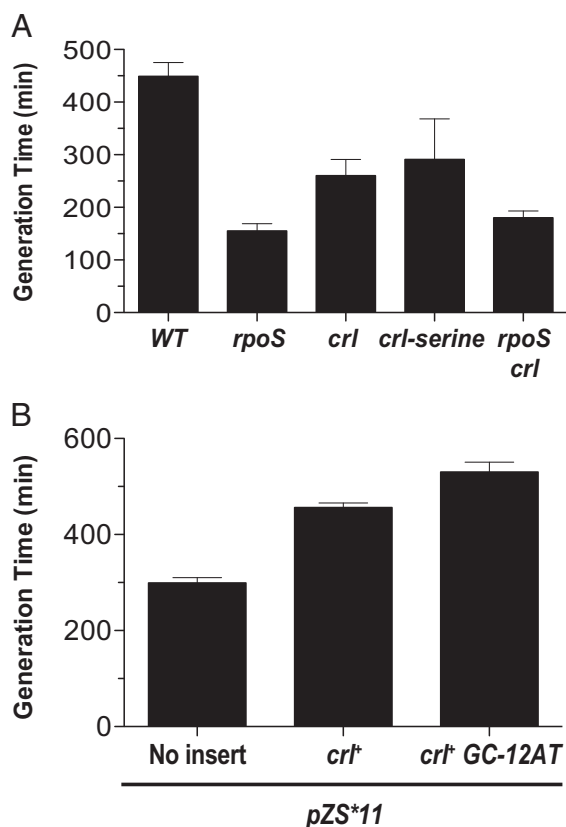 A
Generation Time (min)
500
400
300
200
100
0
WT rpoS crl crl-serine rpoS
crl
B
Generation Time (min)
600
400
200
0
No insert crl+ crl+ GC-12AT
pZS*11